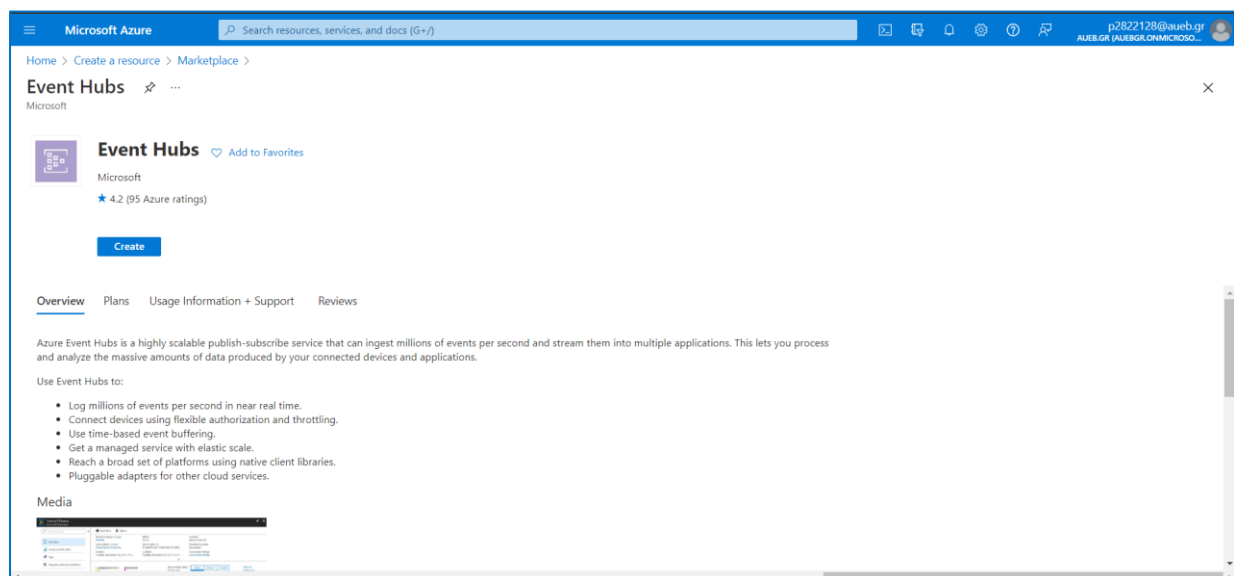 Microsoft Azure
Search resources, services, and docs (G+/)
p2822128@aueb.gr
AUEB.GR (AUEBGR.ONMICROSO...
Home > Create a resource > Marketplace >
Event Hubs
Microsoft
Event Hubs
Add to Favorites
Microsoft
4.2 (95 Azure ratings)
Create
Overview Plans Usage Information + Support Reviews
Azure Event Hubs is a highly scalable publish-subscribe service that can ingest millions of events per second and stream them into multiple applications. This lets you process
and analyze the massive amounts of data produced by your connected devices and applications.
Use Event Hubs to:
• Log millions of events per second in near real time.
• Connect devices using flexible authorization and throttling.
• Use time-based event buffering.
• Get a managed service with elastic scale.
• Reach a broad set of platforms using native client libraries.
• Pluggable adapters for other cloud services.
Media